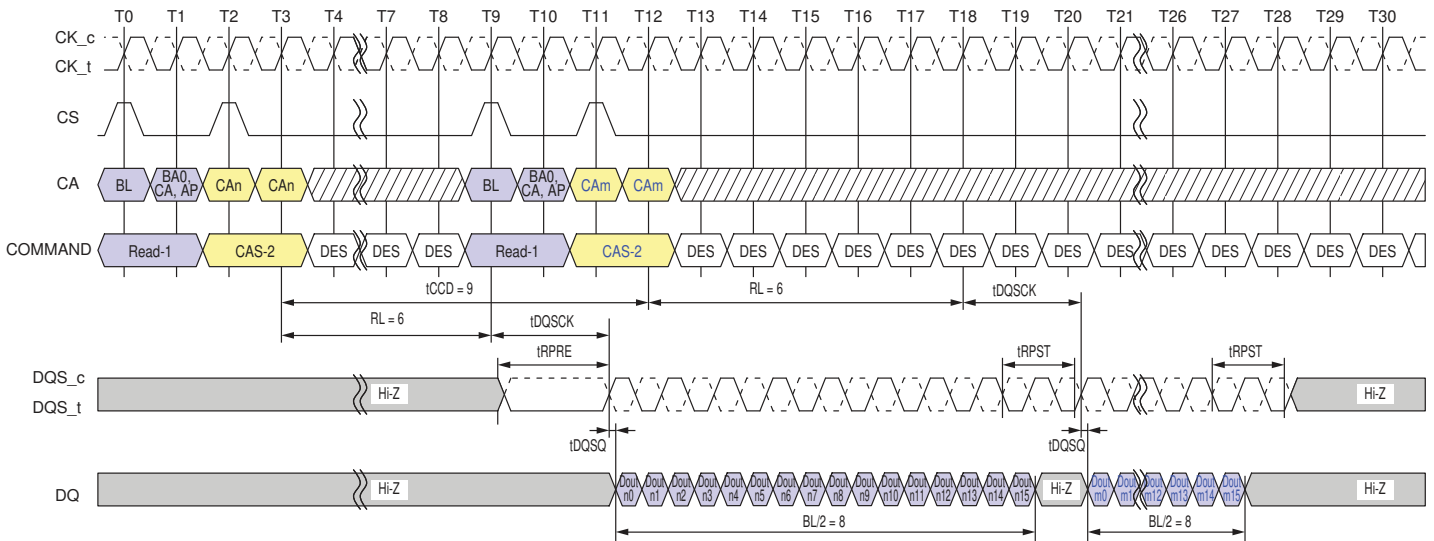 T0 T1 T2 T3 T4 T7 T8 T9 T10 T11 T12 T13 T14 T15 T16 T17 T18 T19 T20 T21 T26 T27 T28 T29 T30
CK_c
CK_t
CS
CA BL BA0, CA, AP CAn CAn BL BA0, CA, AP CAm CAm
COMMAND Read-1 CAS-2 DES DES DES Read-1 CAS-2 DES DES DES DES DES DES DES DES DES DES DES DES DES DES
tCCD = 9 RL = 6 tDQSCK
RL = 6 tDQSCK
tRPRE tRPST tRPST
DQS_c
DQS_t
Hi-Z Hi-Z
tDQSQ tDQSQ
DQ Hi-Z Dout n0 Dout n1 Dout n2 Dout n3 Dout n4 Dout n5 Dout n6 Dout n7 Dout n8 Dout n9 Dout n10 Dout n11 Dout n12 Dout n13 Dout n14 Dout n15 Hi-Z Dout m0 Dout m1 Dout m12 Dout m13 Dout m14 Dout m15 Hi-Z
BL/2 = 8 BL/2 = 8